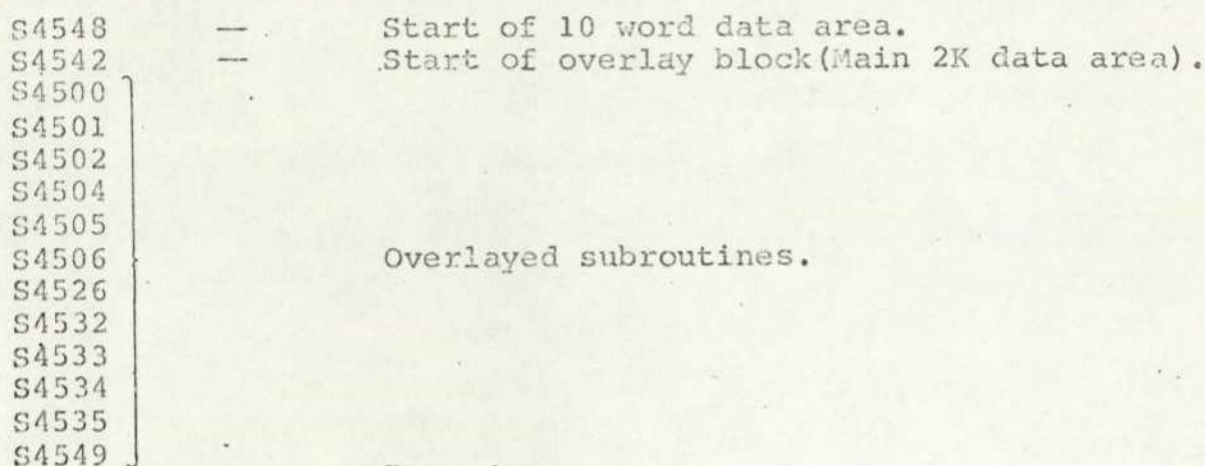 S4548 — Start of 10 word data area.
S4542 — Start of overlay block(Main 2K data area).
S4500
S4501
S4502
S4504
S4505
S4506 Overlayed subroutines.
S4526
S4532
S4533
S4534
S4535
S4549